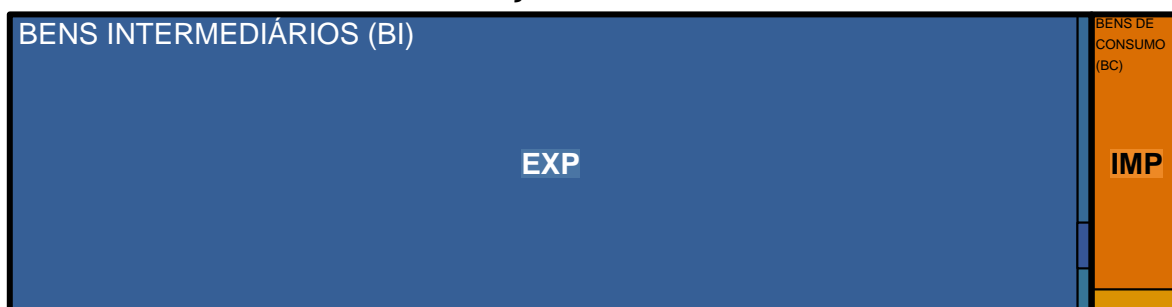 BENS INTERMEDIÁRIOS (BI)
BENS DE
CONSUMO
(BC)
EXP
IMP